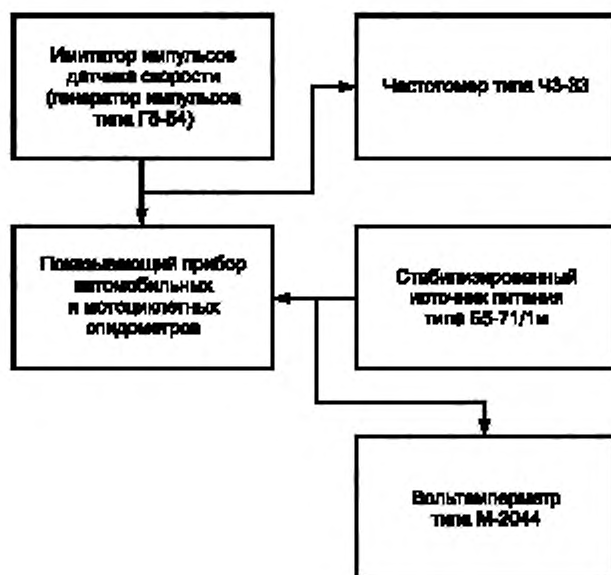 Имитатор импульсов
датчика скорости
(генератор импульсов
типа Г5-54)
Частотомер типа Ч3-33
Показывающий прибор
автомобильных
и мотоциклетных
спидометров
Стабилизированный
источник питания
типа Б5-71/1м
Вольтамперметр
типа М-2044